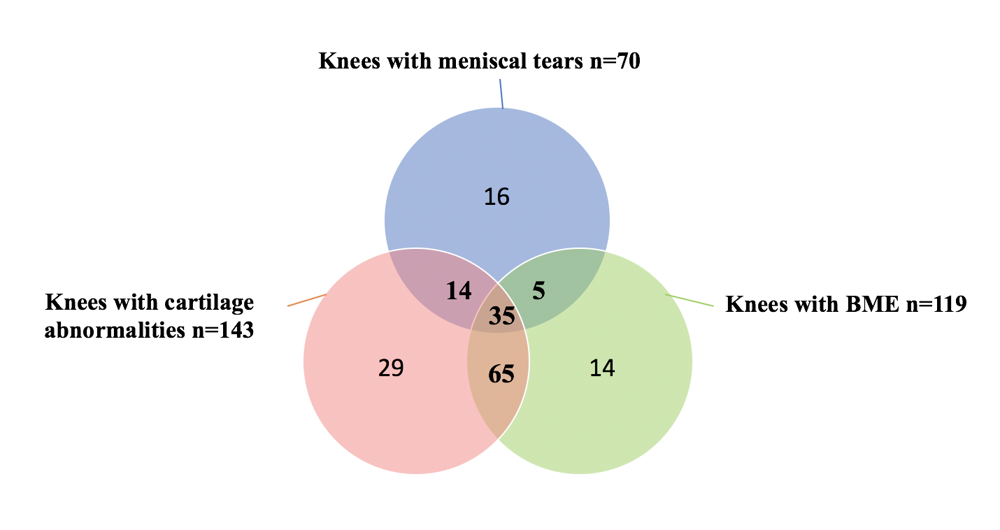 Knees with meniscal tears n=70
16
14
5
35
Knees with cartilage
abnormalities n=143
Knees with BME n=119
29
65
14